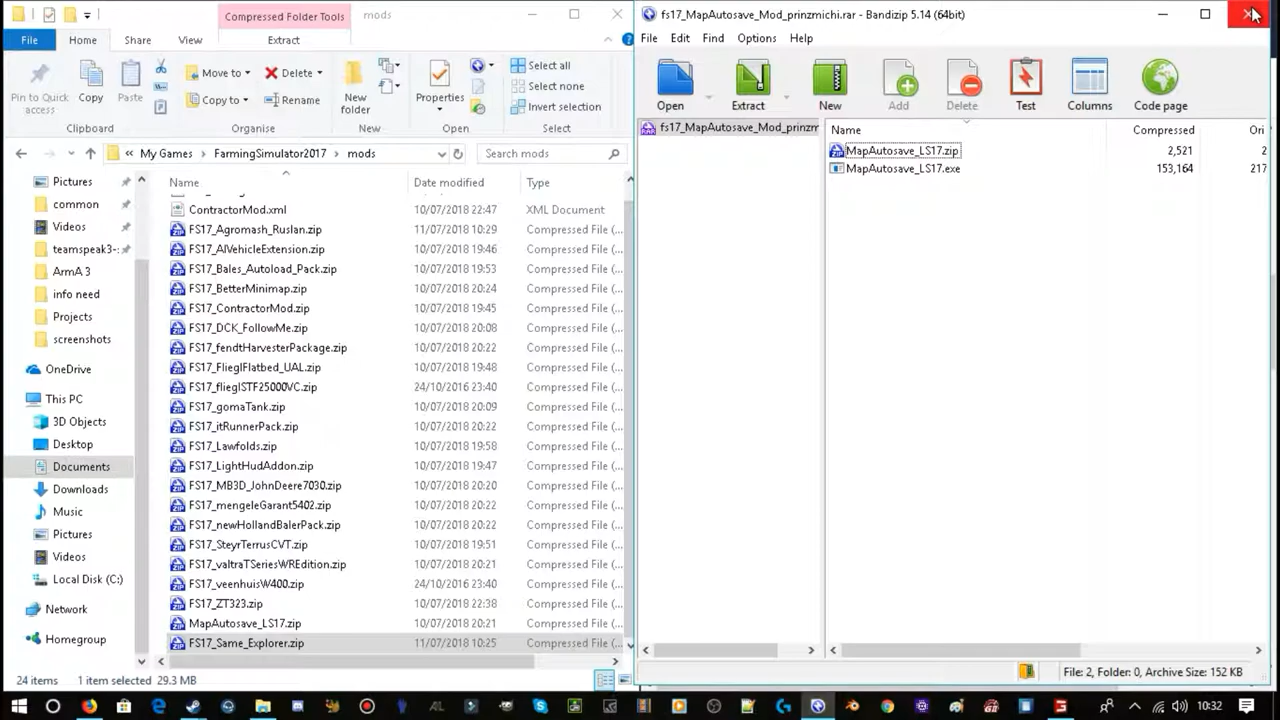 Compressed Folder Tools
mods
File
Home
Share
View
Extract
Pin to Quick access
Copy
Paste
Clipboard
Move to
Copy to
Delete
Rename
Organise
New folder
New
Properties
Open
Select all
Select none
Invert selection
Select
My Games > FarmingSimulator2017 > mods
Search mods
Pictures
common
Videos
teamspeak3-:
ArmA 3
info need
Projects
screenshots
OneDrive
This PC
3D Objects
Desktop
Documents
Downloads
Music
Pictures
Videos
Local Disk (C:)
Network
Homegroup
Name Date modified Type
ContractorMod.xml 10/07/2018 22:47 XML Document
FS17_Agromash_Ruslan.zip 11/07/2018 10:29 Compressed File (...
FS17_AIVehicleExtension.zip 10/07/2018 19:46 Compressed File (...
FS17_Bales_Autoload_Pack.zip 10/07/2018 19:53 Compressed File (...
FS17_BetterMinimap.zip 10/07/2018 20:24 Compressed File (...
FS17_ContractorMod.zip 10/07/2018 19:45 Compressed File (...
FS17_DCK_FollowMe.zip 10/07/2018 20:08 Compressed File (...
FS17_fendtHarvesterPackage.zip 10/07/2018 20:22 Compressed File (...
FS17_FlieglFlatbed_UAL.zip 10/07/2018 19:48 Compressed File (...
FS17_flieglSTF25000VC.zip 24/10/2016 23:40 Compressed File (...
FS17_gomaTank.zip 10/07/2018 20:09 Compressed File (...
FS17_itRunnerPack.zip 10/07/2018 20:22 Compressed File (...
FS17_Lawfolds.zip 10/07/2018 19:58 Compressed File (...
FS17_LightHudAddon.zip 10/07/2018 19:47 Compressed File (...
FS17_MB3D_JohnDeere7030.zip 10/07/2018 20:20 Compressed File (...
FS17_mengeleGarant5402.zip 10/07/2018 20:22 Compressed File (...
FS17_newHollandBalerPack.zip 10/07/2018 20:22 Compressed File (...
FS17_SteyrTerrusCVT.zip 10/07/2018 19:51 Compressed File (...
FS17_valtraTSeriesWREdition.zip 10/07/2018 20:21 Compressed File (...
FS17_veenhuisW400.zip 24/10/2016 23:40 Compressed File (...
FS17_ZT323.zip 10/07/2018 22:38 Compressed File (...
MapAutosave_LS17.zip 10/07/2018 20:21 Compressed File (...
FS17_Same_Explorer.zip 11/07/2018 10:25 Compressed File (...
24 items 1 item selected 29.3 MB
fs17_MapAutosave_Mod_prinzmichi.rar - Bandizip 5.14 (64bit)
File Edit Find Options Help
Open Extract New Add Delete Test Columns Code page
fs17_MapAutosave_Mod_prinzm
Name Compressed Ori
MapAutosave_LS17.zip 2,521 2
MapAutosave_LS17.exe 153,164 217
File: 2, Folder: 0, Archive Size: 152 KB
10:32